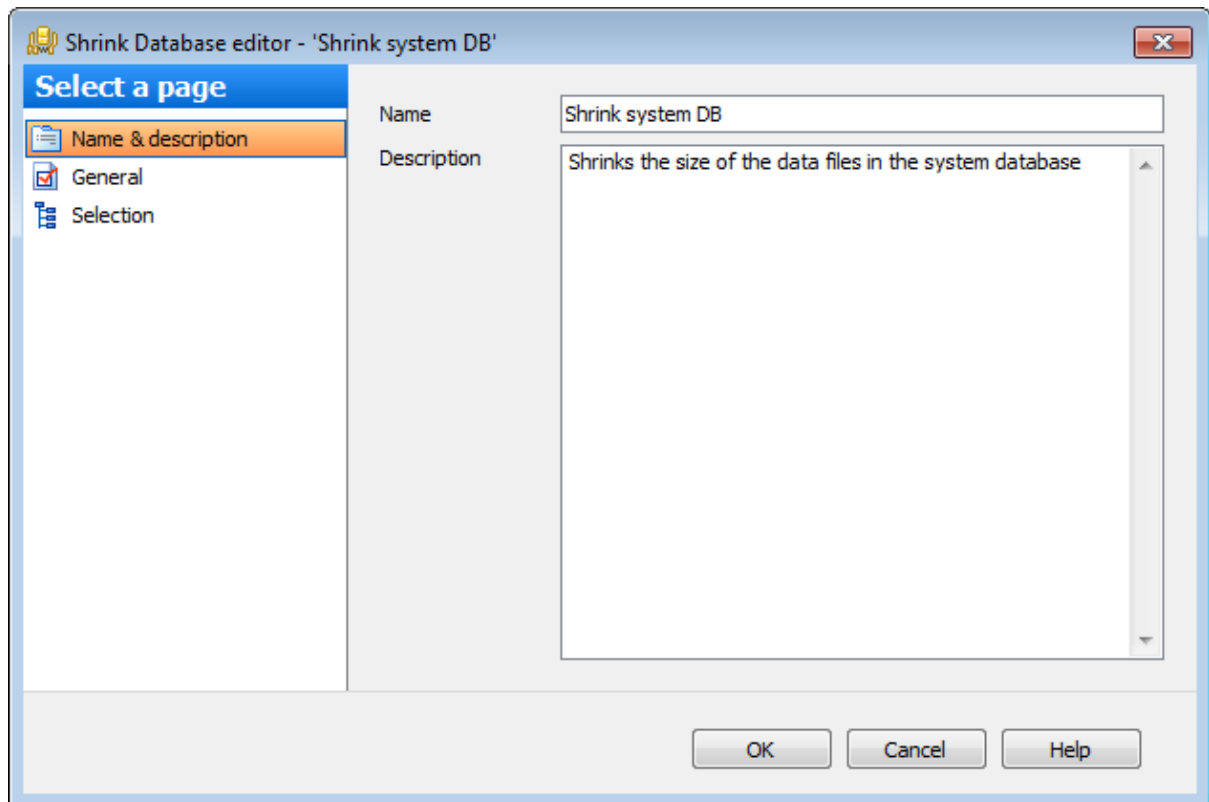 Shrink Database editor - 'Shrink system DB'
Select a page
Name & description
General
Selection
Name
Shrink system DB
Description
Shrinks the size of the data files in the system database
OK
Cancel
Help